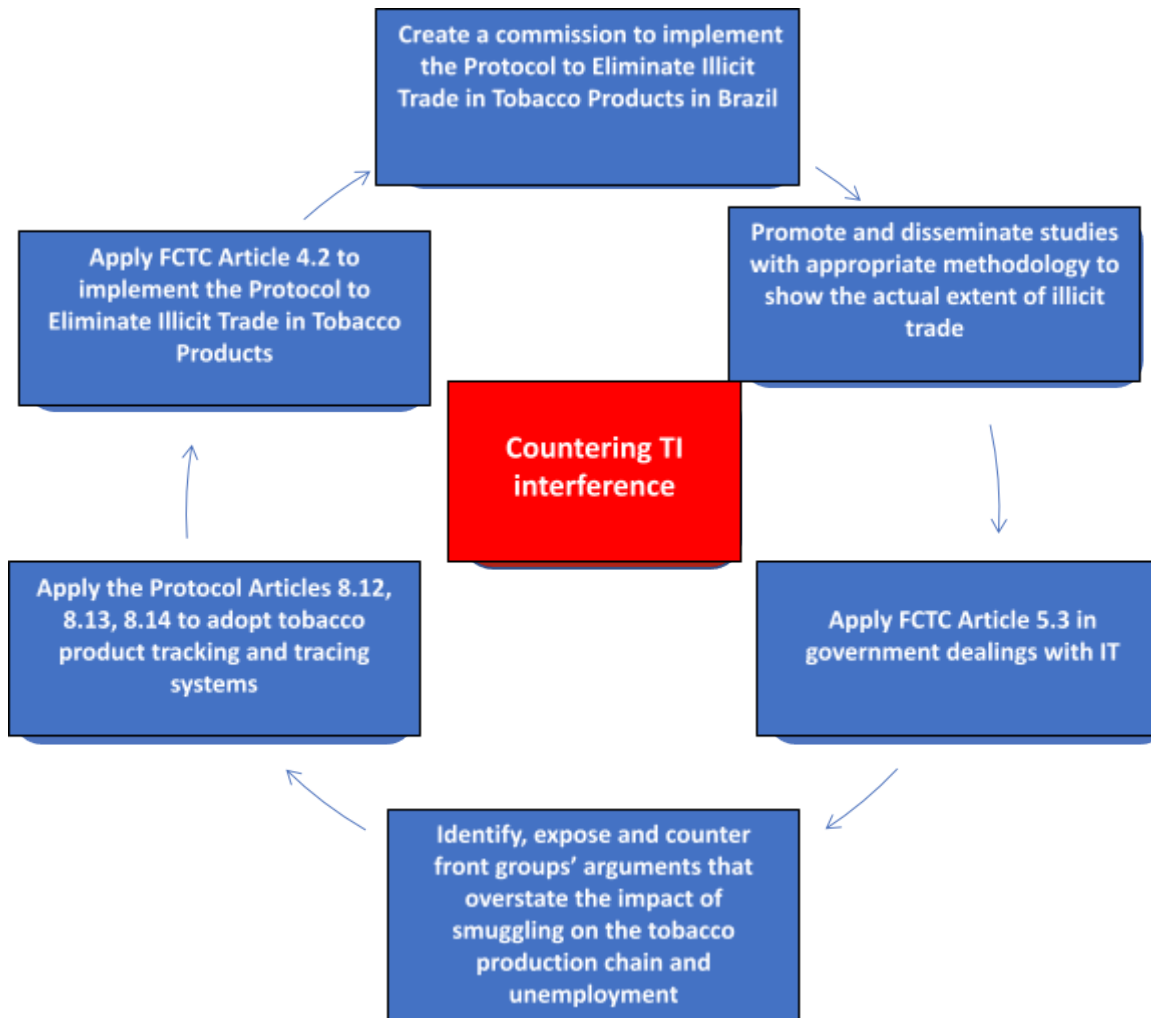 Create a commission to implement
the Protocol to Eliminate Illicit
Trade in Tobacco Products in Brazil
Promote and disseminate studies
with appropriate methodology to
show the actual extent of illicit
trade
Apply FCTC Article 5.3 in
government dealings with IT
Identify, expose and counter
front groups’ arguments that
overstate the impact of
smuggling on the tobacco
production chain and
unemployment
Apply the Protocol Articles 8.12,
8.13, 8.14 to adopt tobacco
product tracking and tracing
systems
Apply FCTC Article 4.2 to
implement the Protocol to
Eliminate Illicit Trade in Tobacco
Products
Countering TI
interference